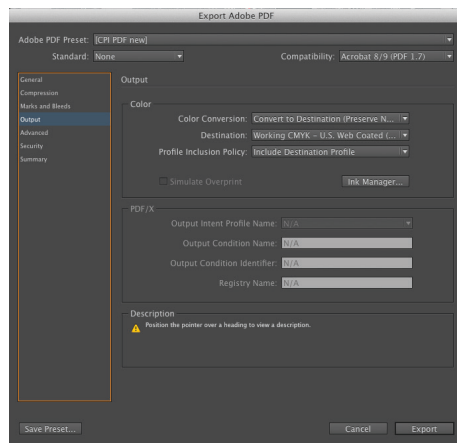 Export Adobe PDF
Adobe PDF Preset: [CPI PDF new]
Standard: None Compatibility: Acrobat 8/9 (PDF 1.7)
General
Compression
Marks and Bleeds
Output
Advanced
Security
Summary
Output
Color
Color Conversion: Convert to Destination (Preserve N...
Destination: Working CMYK - U.S. Web Coated (...
Profile Inclusion Policy: Include Destination Profile
Simulate Overprint Ink Manager...
PDF/X
Output Intent Profile Name: N/A
Output Condition Name: N/A
Output Condition Identifier: N/A
Registry Name: N/A
Description
Position the pointer over a heading to view a description.
Save Preset... Cancel Export